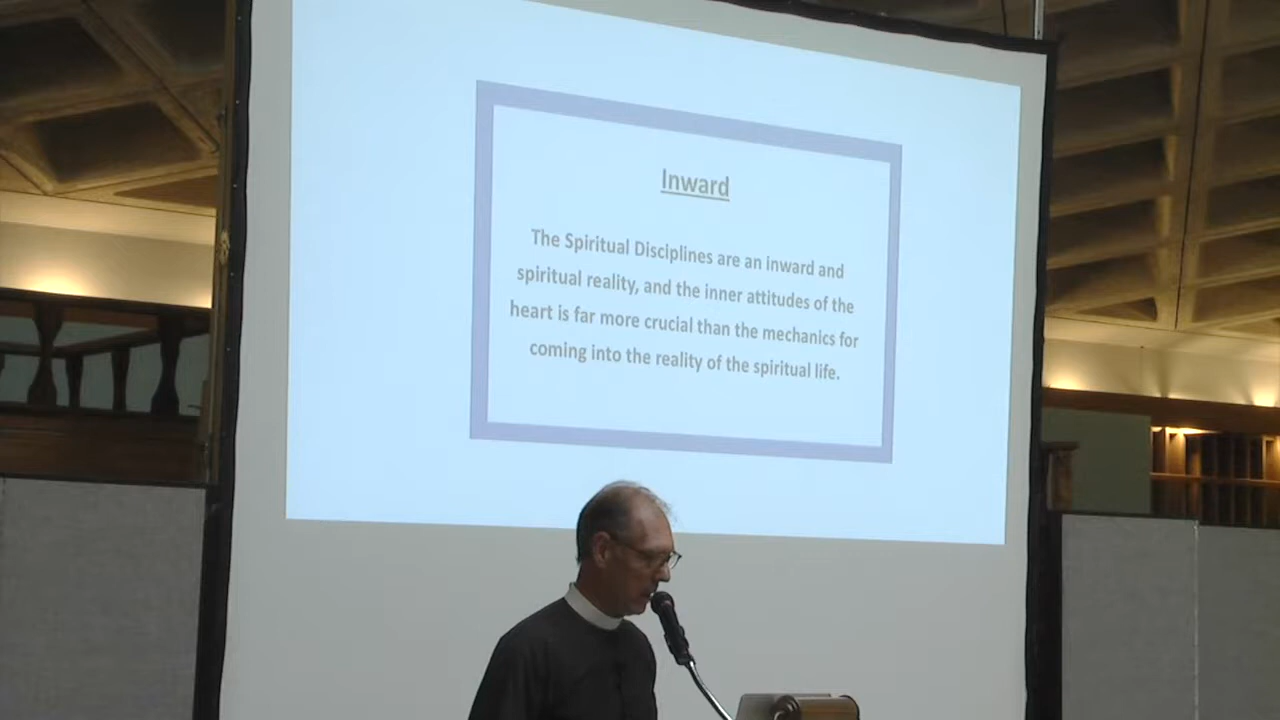 Inward
The Spiritual Disciplines are an inward and
spiritual reality, and the inner attitudes of the
heart is far more crucial than the mechanics for
coming into the reality of the spiritual life.